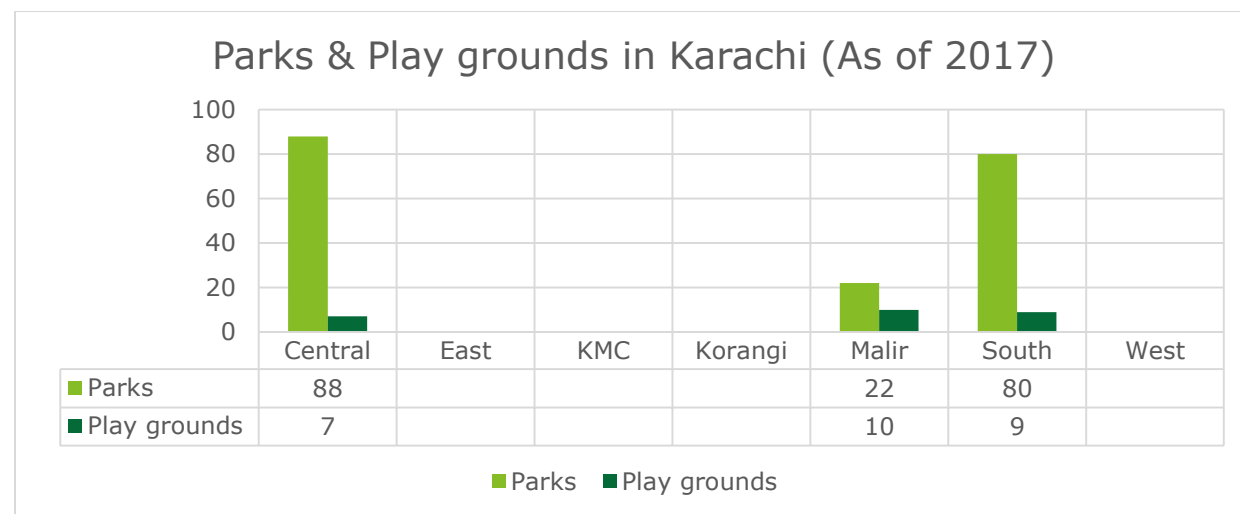 Parks & Play grounds in Karachi (As of 2017)
100
80
60
40
20
0
Central East KMC Korangi Malir South West
Parks 88 22 80
Play grounds 7 10 9
Parks Play grounds